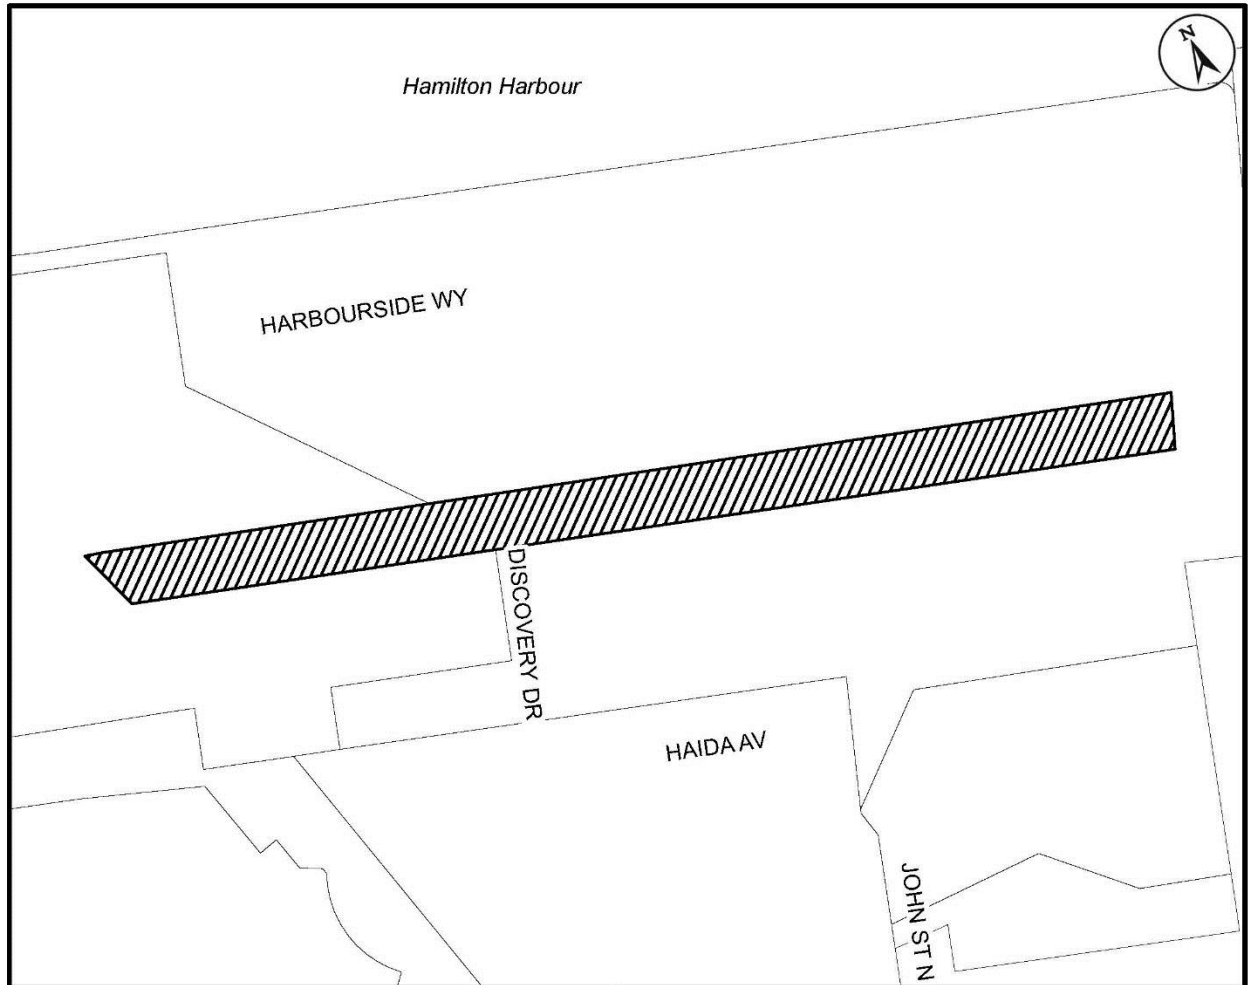 N
Hamilton Harbour
HARBOURSIDE WY
DISCOVERY DR
HAIDA AV
JOHN ST N